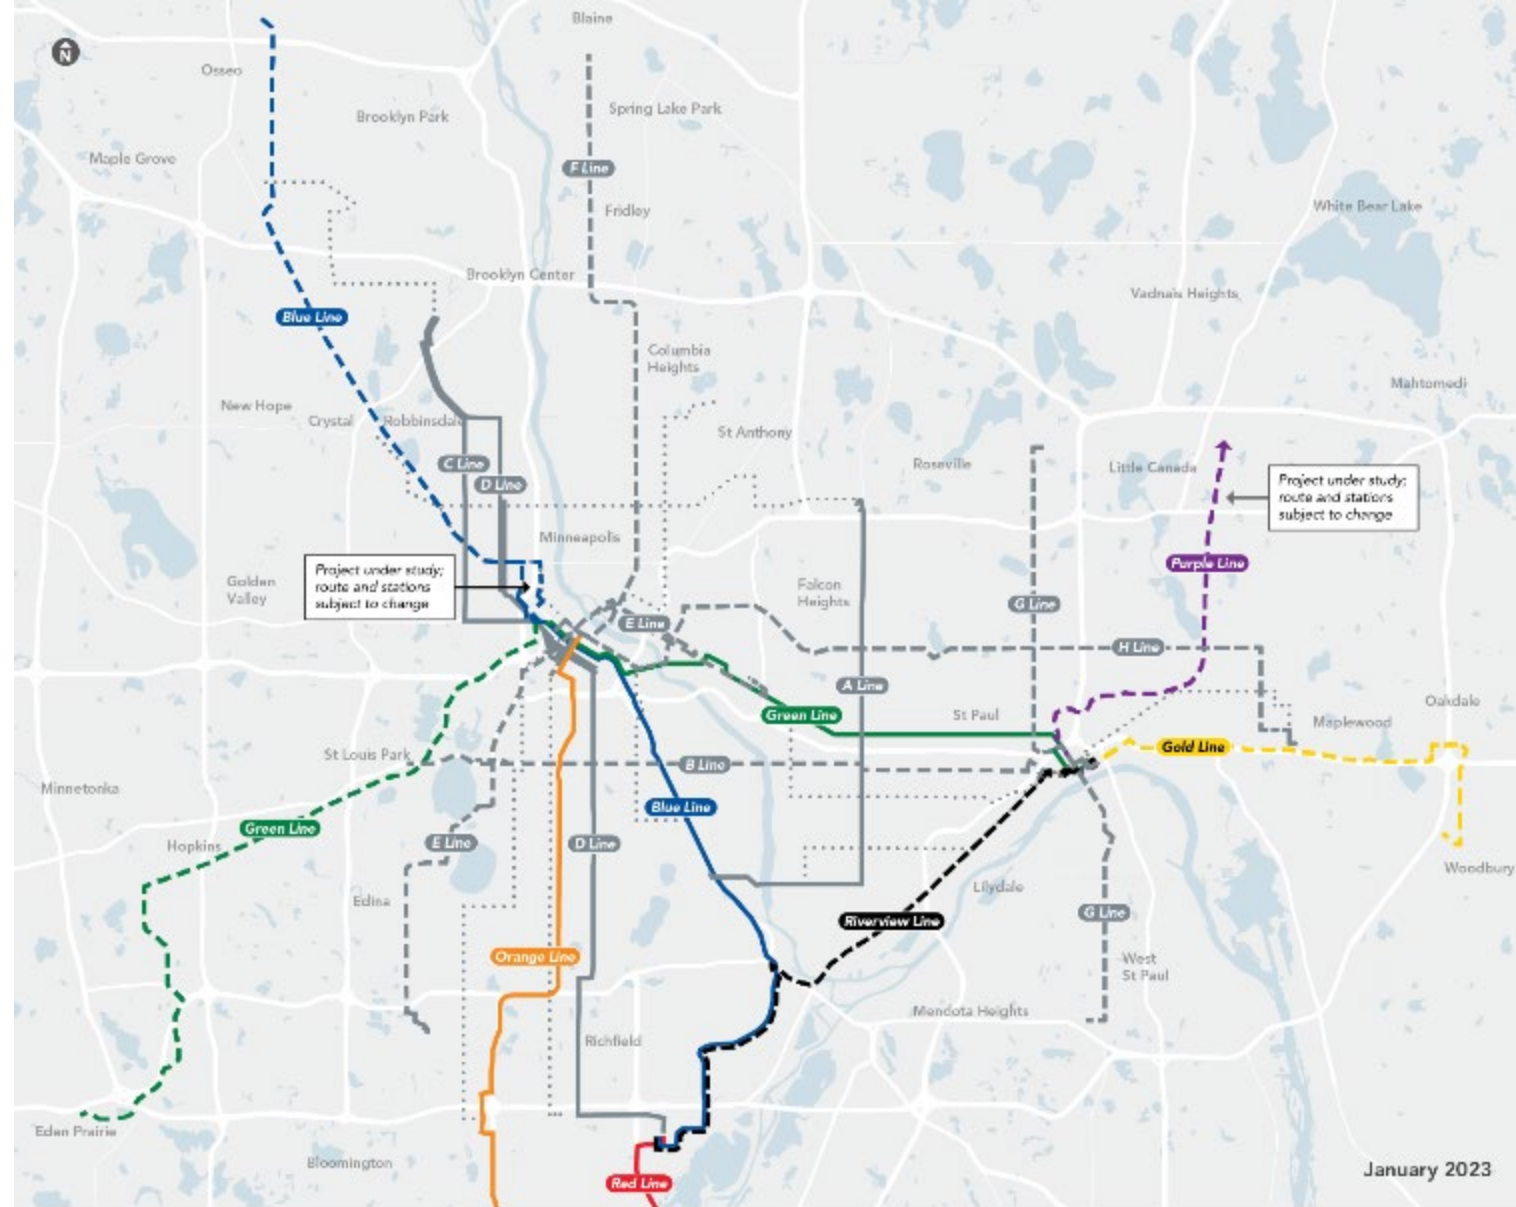 Blaine
N
Osseo
Brooklyn Park
Spring Lake Park
Maple Grove
F Line
White Bear Lake
Fridley
Brooklyn Center
Vadnais Heights
Blue Line
Columbia
Heights
Mahtomedi
New Hope
Crystal
Robbinsdale
St Anthony
C Line
Roseville
Little Canada
D Line
Project under study;
route and stations
subject to change
Minneapolis
Purple Line
Project under study;
route and stations
subject to change
Golden
Valley
Falcon
Heights
G Line
E Line
H Line
A Line
Oakdale
Green Line
St Paul
Maplewood
Gold Line
St Louis Park
B Line
Minnetonka
Blue Line
Green Line
Hopkins
E Line
D Line
Woodbury
Lilydale
Edina
G Line
Riverview Line
Orange Line
West
St Paul
Mendota Heights
Richfield
Eden Prairie
Bloomington
January 2023
Red Line